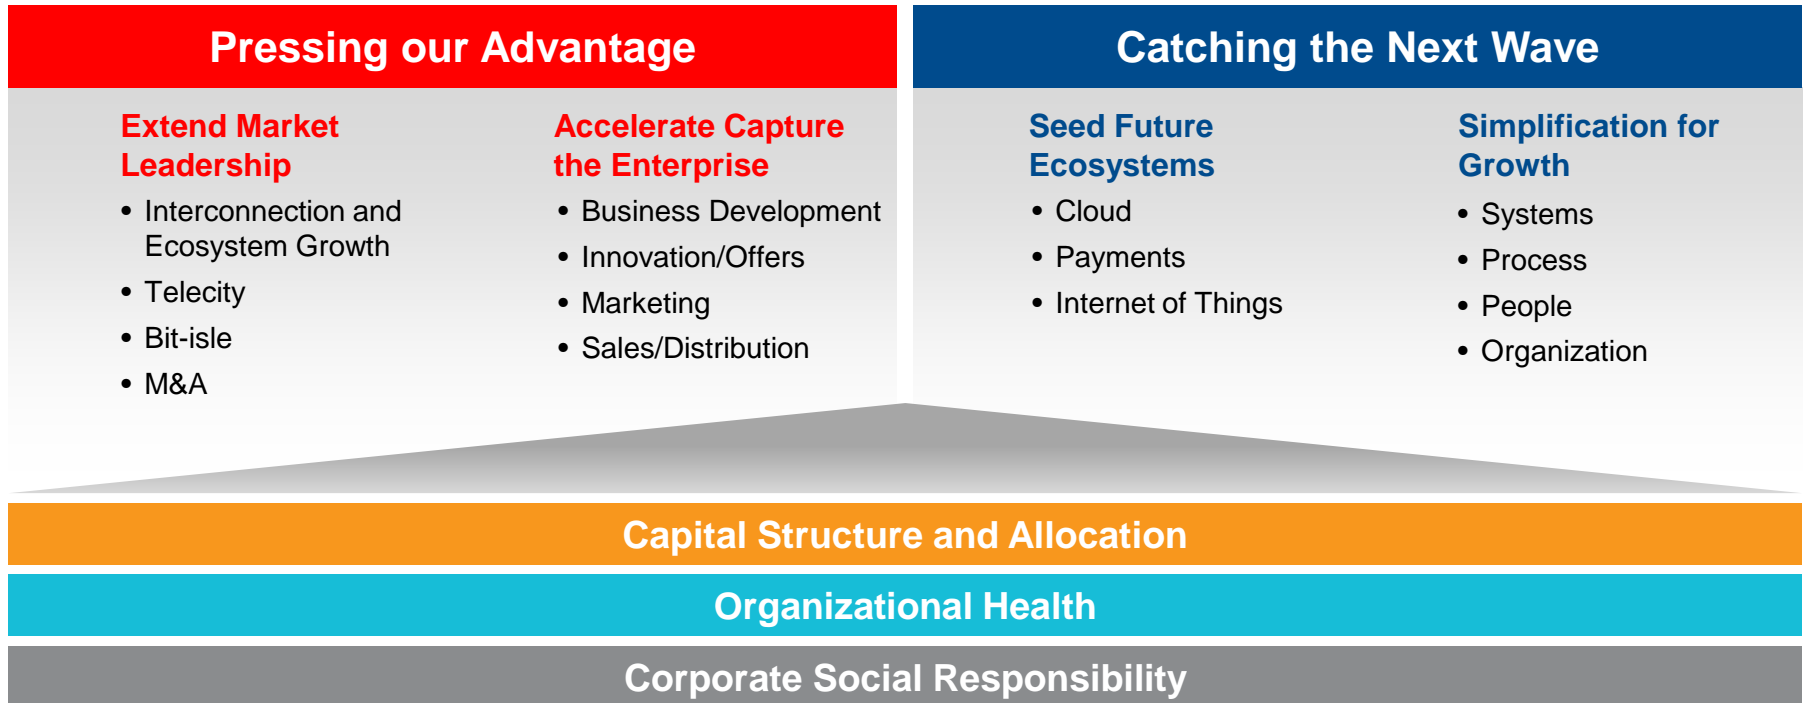 Pressing our Advantage
Extend Market
Leadership
• Interconnection and
Ecosystem Growth
• Telecity
• Bit-isle
• M&A
Accelerate Capture
the Enterprise
• Business Development
• Innovation/Offers
• Marketing
• Sales/Distribution
Catching the Next Wave
Seed Future
Ecosystems
• Cloud
• Payments
• Internet of Things
Simplification for
Growth
• Systems
• Process
• People
• Organization
Capital Structure and Allocation
Organizational Health
Corporate Social Responsibility